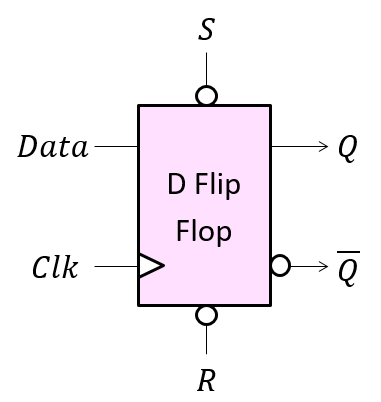 S
Data
Q
D Flip
Flop
Clk
Q̅
R